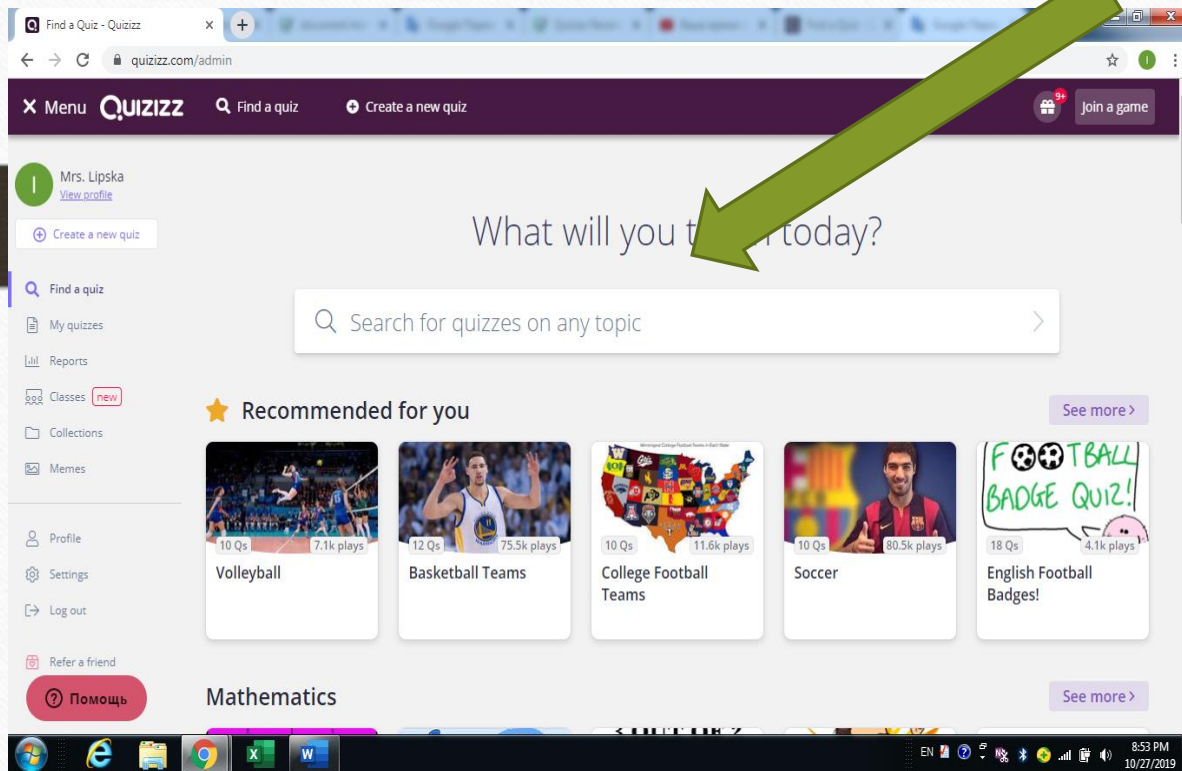 Find a Quiz - Quizizz
quizizz.com/admin
Menu QUIZIZZ Find a quiz Create a new quiz 9+ Join a game
I Mrs. Lipska
View profile
Create a new quiz
Find a quiz
My quizzes
Reports
Classes new
Collections
Memes
Profile
Settings
Log out
Refer a friend
Помощь
What will you today?
Search for quizzes on any topic
Recommended for you See more >
10 Qs 7.1k plays
Volleyball
12 Qs 75.5k plays
Basketball Teams
10 Qs 11.6k plays
College Football
Teams
10 Qs 80.5k plays
Soccer
FOOTBALL
BADGE QUIZ!
18 Qs 4.1k plays
English Football
Badges!
Mathematics See more >
EN 8:53 PM
10/27/2019